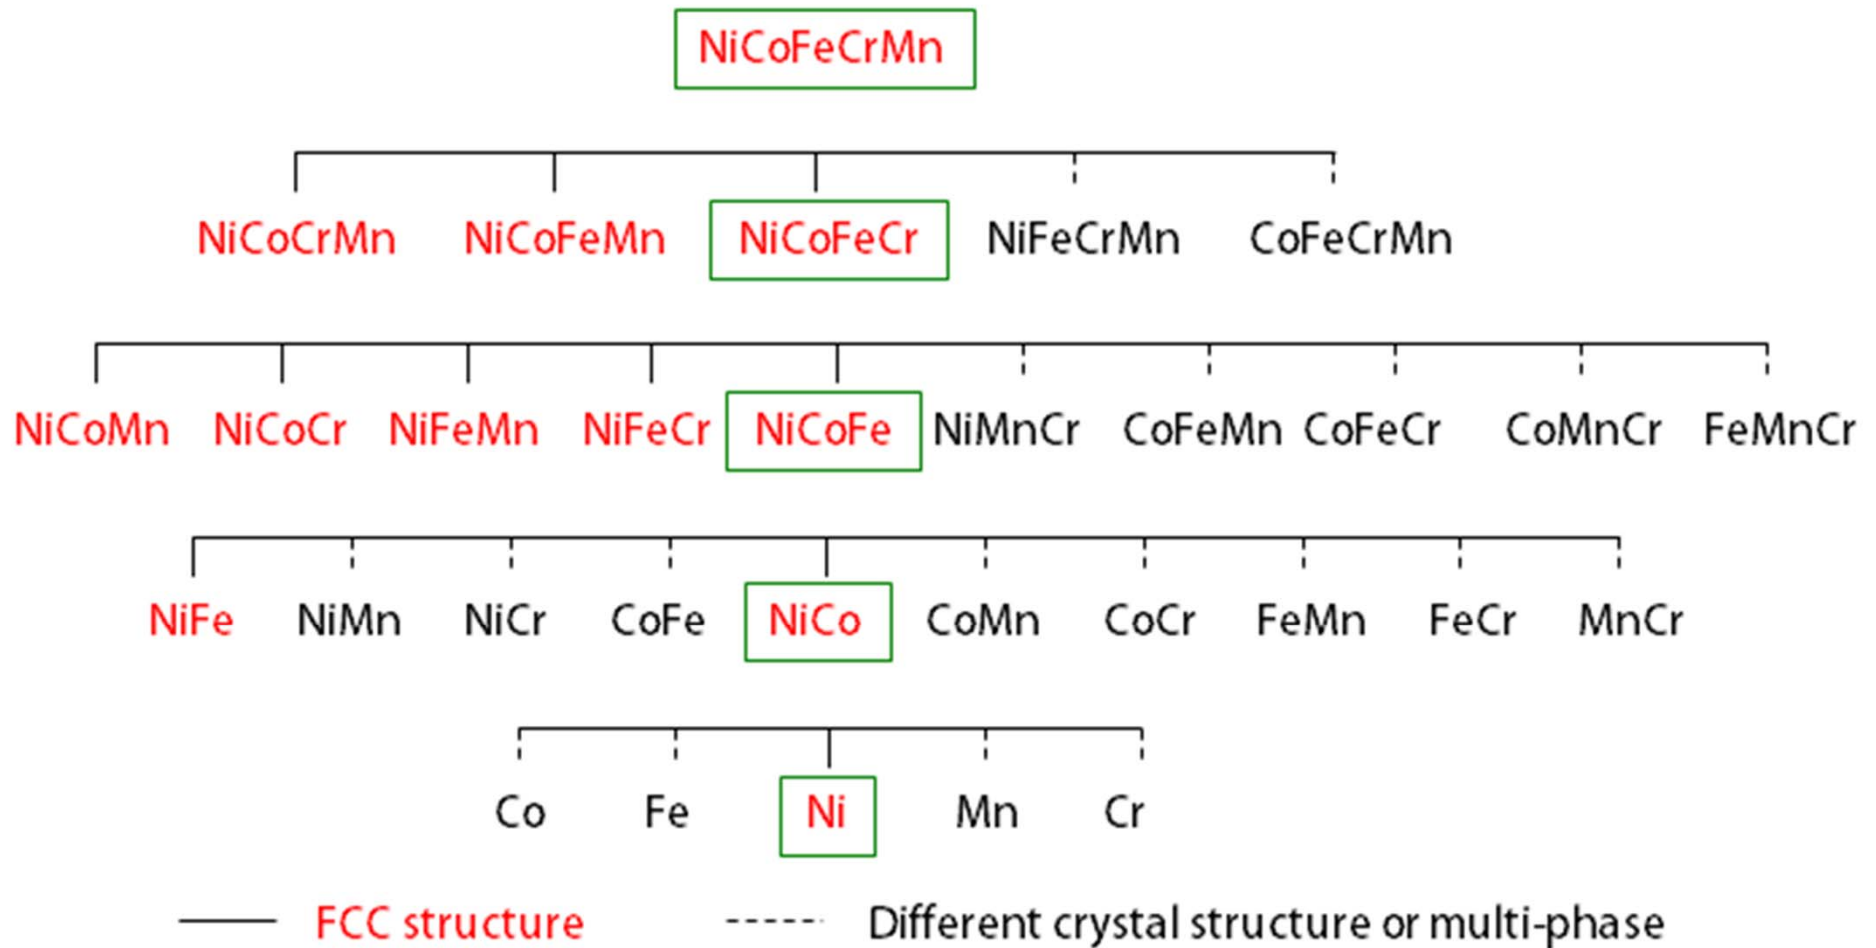 NiCoFeCrMn
NiCoCrMn NiCoFeMn NiCoFeCr NiFeCrMn CoFeCrMn
NiCoMn NiCoCr NiFeMn NiFeCr NiCoFe NiMnCr CoFeMn CoFeCr CoMnCr FeMnCr
NiFe NiMn NiCr CoFe NiCo CoMn CoCr FeMn FeCr MnCr
Co Fe Ni Mn Cr
FCC structure Different crystal structure or multi-phase